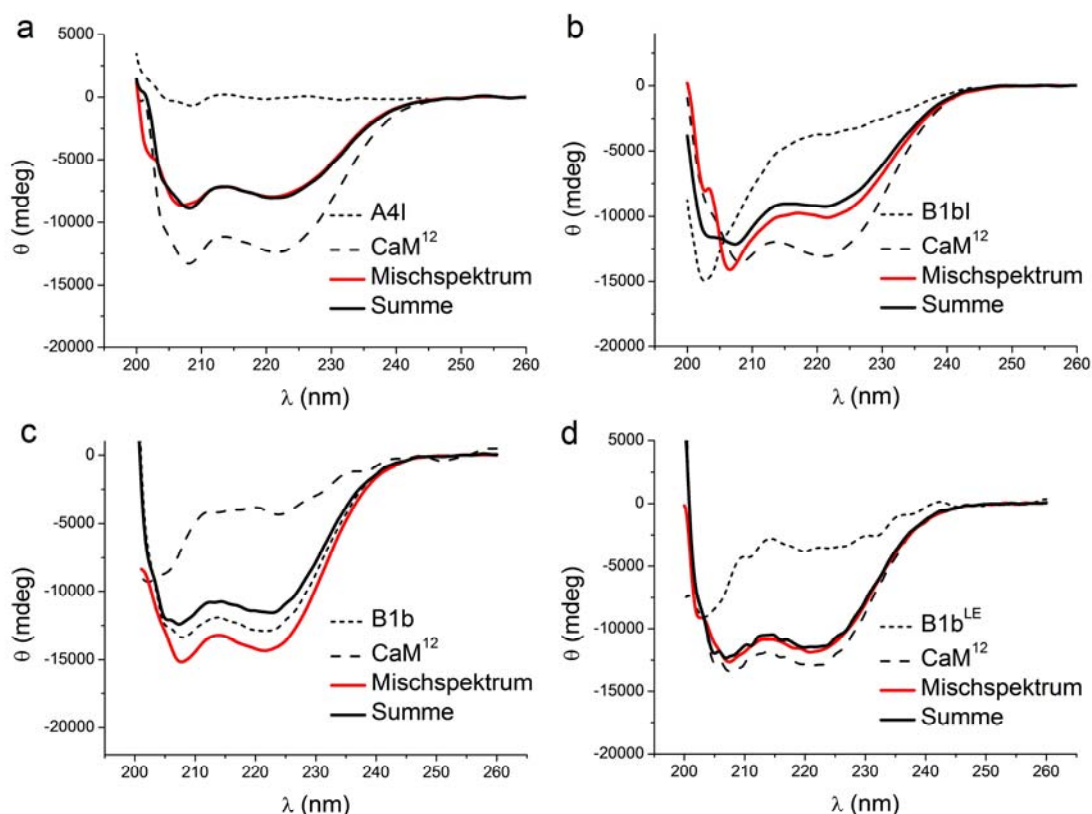 a
5000
0
-5000
-10000
-15000
-20000
θ (mdeg)
A4I
CaM¹²
Mischspektrum
Summe
200 210 220 230 240 250 260
λ (nm)
b
0
-5000
-10000
-15000
-20000
θ (mdeg)
B1bI
CaM¹²
Mischspektrum
Summe
200 210 220 230 240 250 260
λ (nm)
c
0
-5000
-10000
-15000
-20000
θ (mdeg)
B1b
CaM¹²
Mischspektrum
Summe
200 210 220 230 240 250 260
λ (nm)
d
5000
0
-5000
-10000
-15000
-20000
θ (mdeg)
B1bᴸᴱ
CaM¹²
Mischspektrum
Summe
200 210 220 230 240 250 260
λ (nm)